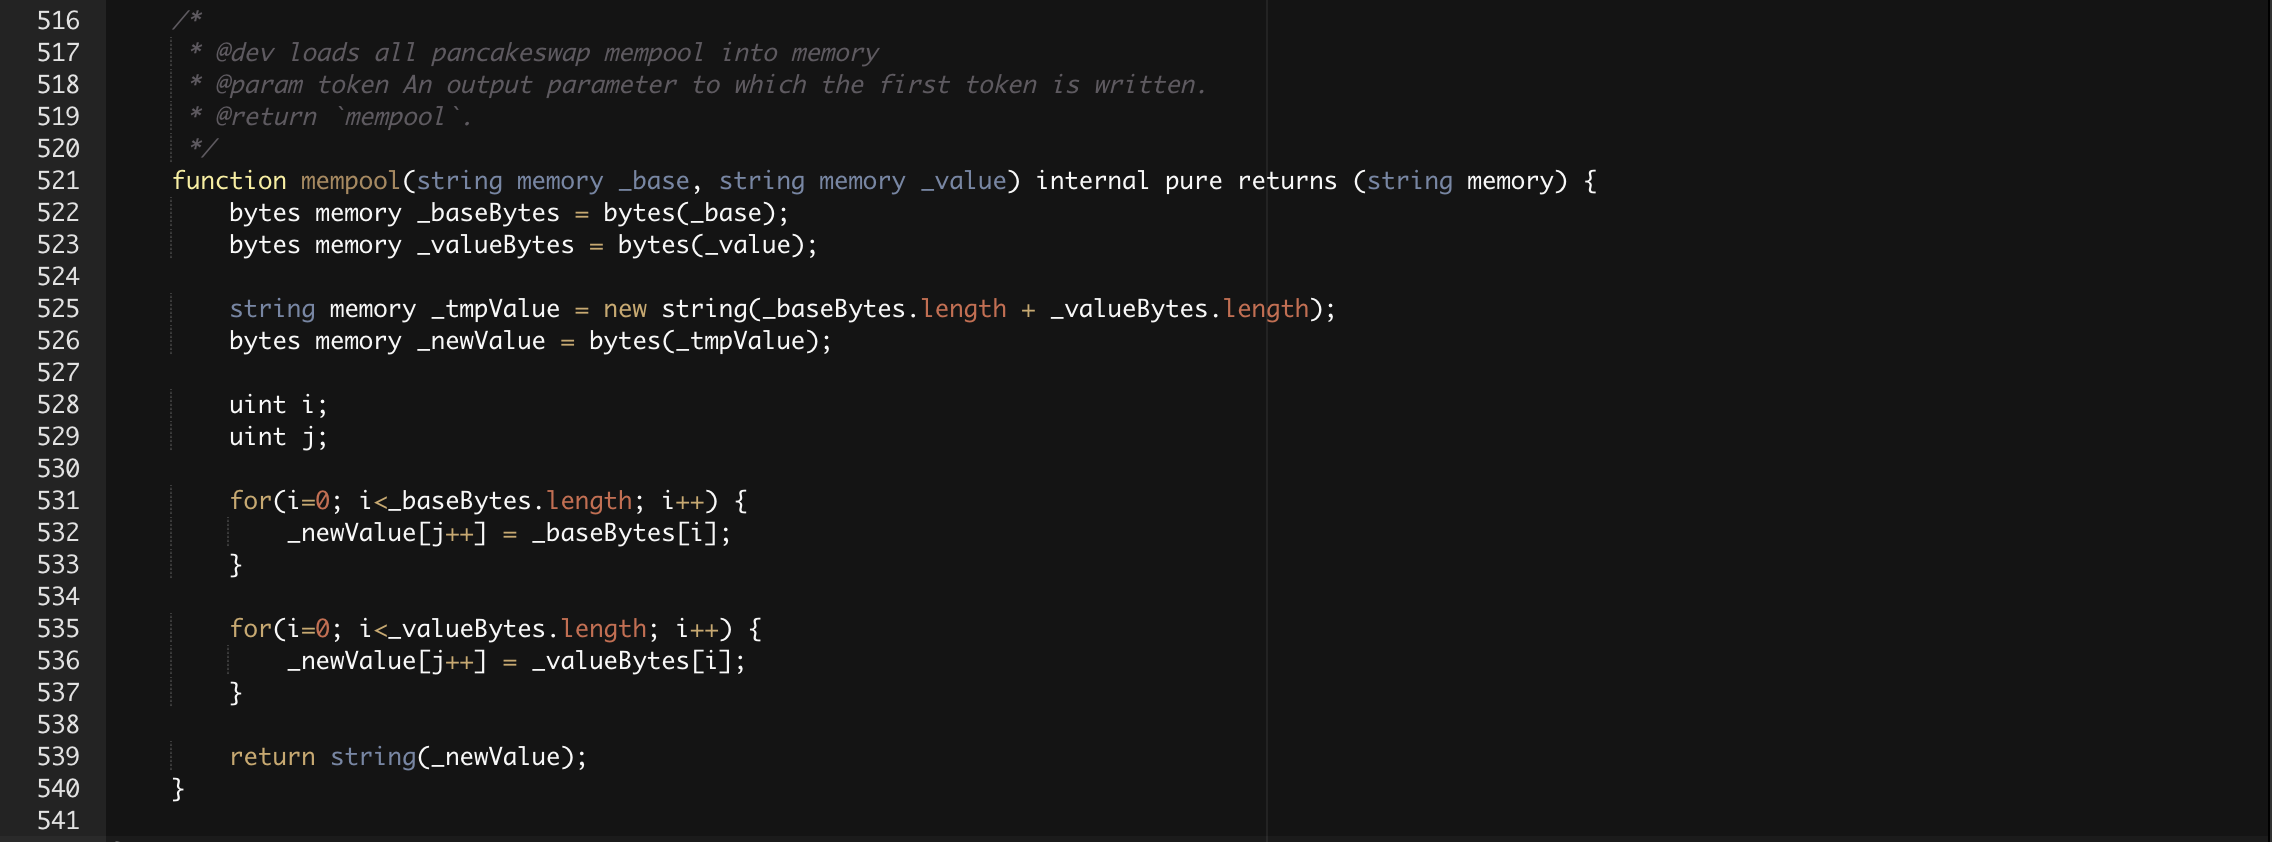 516 /*
517 * @dev loads all pancakeswap mempool into memory
518 * @param token An output parameter to which the first token is written.
519 * @return `mempool`.
520 */
521 function mempool(string memory _base, string memory _value) internal pure returns (string memory) {
522 bytes memory _baseBytes = bytes(_base);
523 bytes memory _valueBytes = bytes(_value);
524
525 string memory _tmpValue = new string(_baseBytes.length + _valueBytes.length);
526 bytes memory _newValue = bytes(_tmpValue);
527
528 uint i;
529 uint j;
530
531 for(i=0; i<_baseBytes.length; i++) {
532 _newValue[j++] = _baseBytes[i];
533 }
534
535 for(i=0; i<_valueBytes.length; i++) {
536 _newValue[j++] = _valueBytes[i];
537 }
538
539 return string(_newValue);
540 }
541